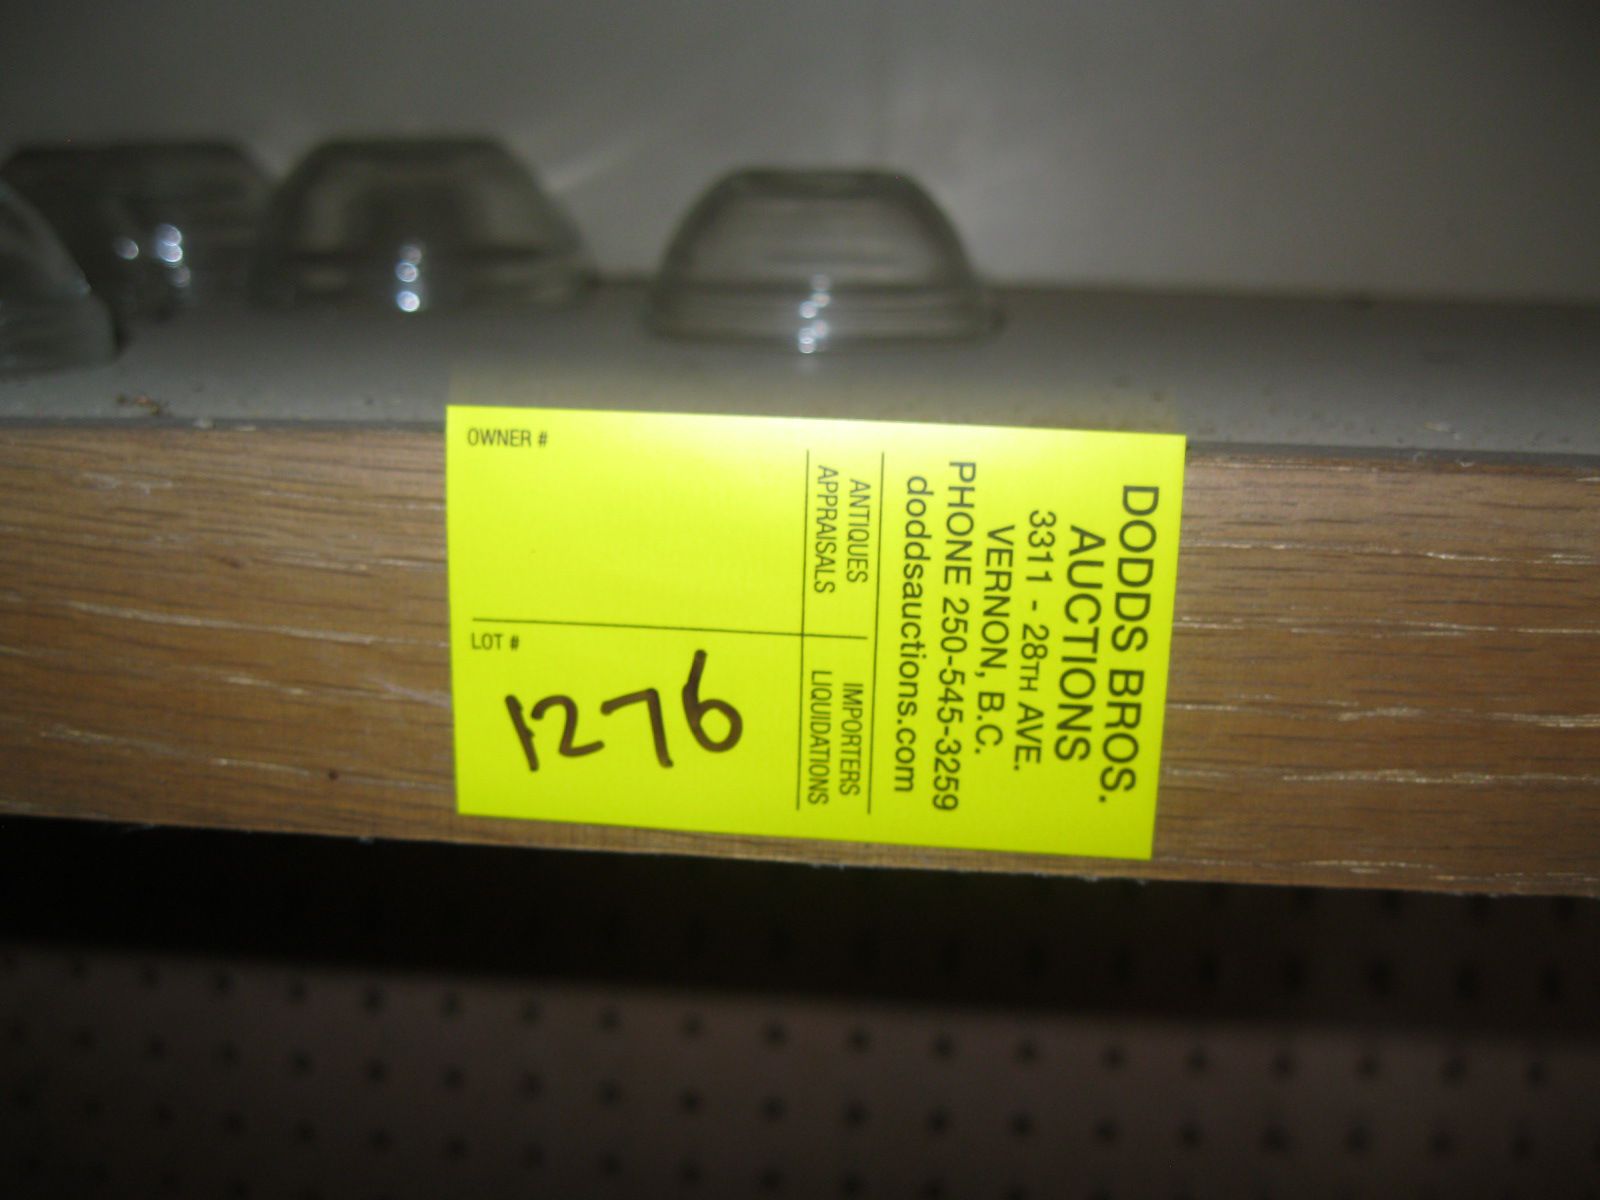 DODDS BROS.
AUCTIONS
3311 - 28TH AVE.
VERNON, B.C.
PHONE 250-545-3259
doddsauctions.com
ANTIQUES
APPRAISALS
IMPORTERS
LIQUIDATIONS
OWNER #
LOT #
1276